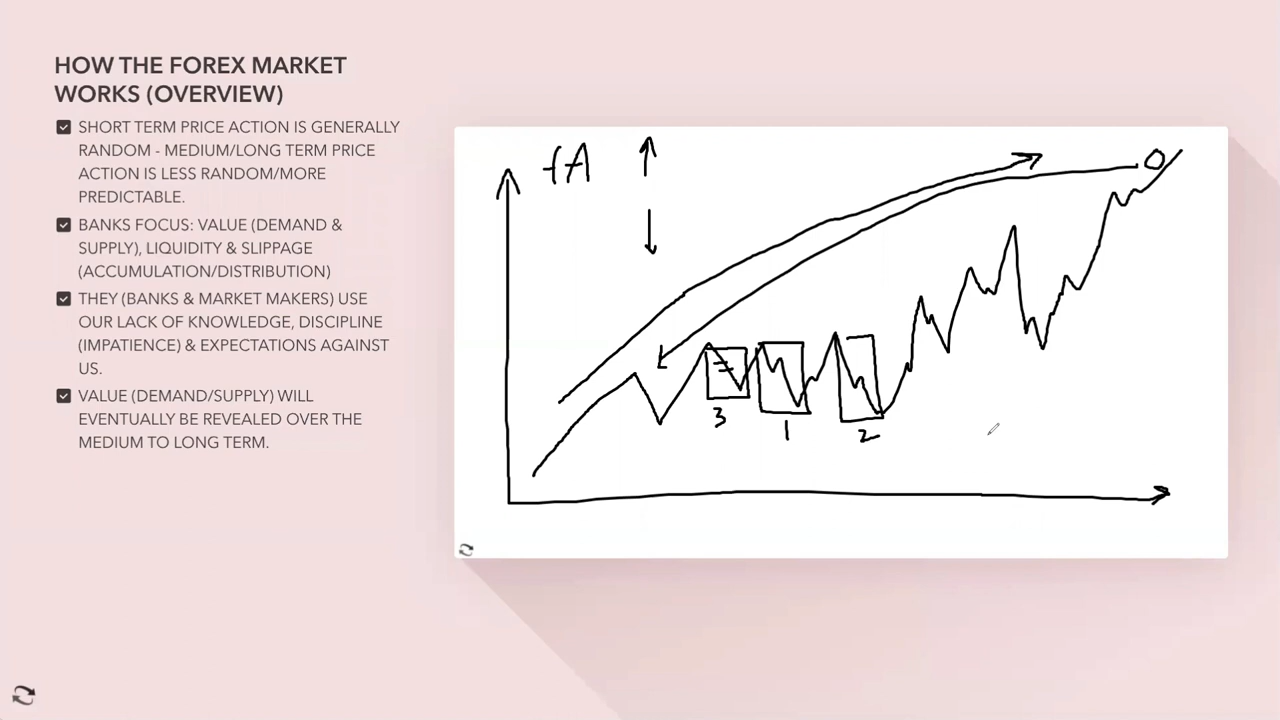 HOW THE FOREX MARKET
WORKS (OVERVIEW)
SHORT TERM PRICE ACTION IS GENERALLY
RANDOM - MEDIUM/LONG TERM PRICE
ACTION IS LESS RANDOM/MORE
PREDICTABLE.
BANKS FOCUS: VALUE (DEMAND &
SUPPLY), LIQUIDITY & SLIPPAGE
(ACCUMULATION/DISTRIBUTION)
THEY (BANKS & MARKET MAKERS) USE
OUR LACK OF KNOWLEDGE, DISCIPLINE
(IMPATIENCE) & EXPECTATIONS AGAINST
US.
VALUE (DEMAND/SUPPLY) WILL
EVENTUALLY BE REVEALED OVER THE
MEDIUM TO LONG TERM.
fA
3
1
2